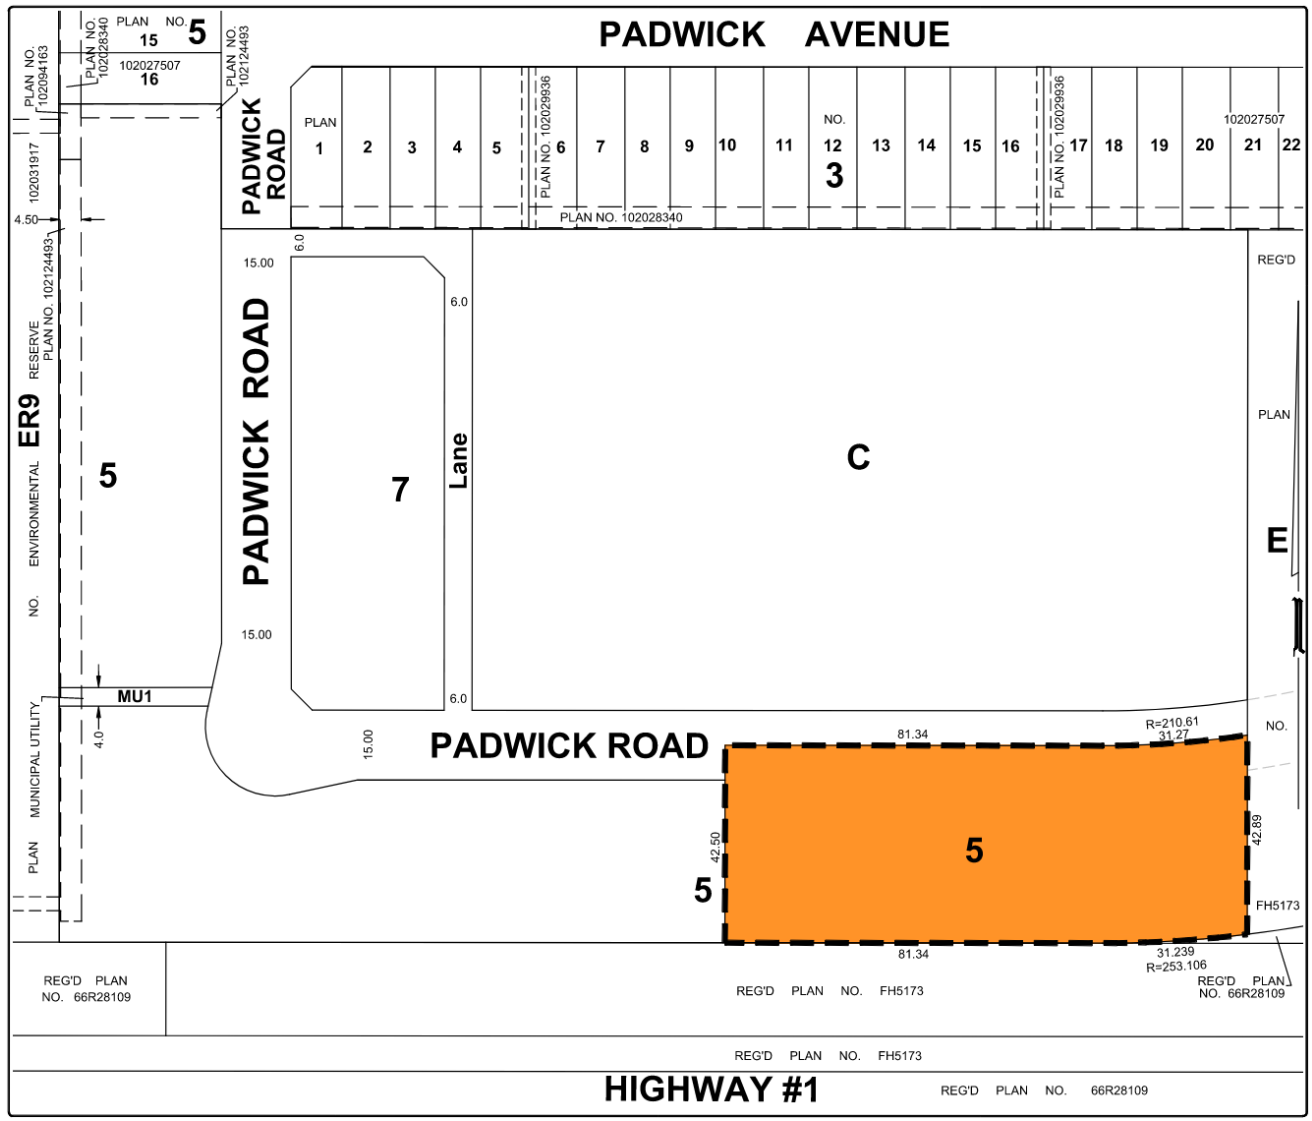 PADWICK AVENUE
PLAN NO. 5
15
102027507
16
PLAN NO.
102094163
PLAN NO.
102028340
PLAN NO.
102124493
PADWICK
ROAD
PLAN NO. 102027507
1 2 3 4 5 6 7 8 9 10 11 12 13 14 15 16 17 18 19 20 21 22
3
PLAN NO. 102029936
PLAN NO. 102029936
PLAN NO. 102028340
102031917
4.50
PLAN NO. 102124493
6.0
15.00
REG'D
6.0
PADWICK ROAD
PLAN
ER9
PLAN MUNICIPAL UTILITY NO. ENVIRONMENTAL RESERVE
5
7
Lane
C
E
15.00
MU1
4.0
6.0
R=210.61
31.27
NO.
81.34
15.00
PADWICK ROAD
42.50
5
5
42.89
FH5173
81.34
31.239
R=253.106
REG'D PLAN
NO. 66R28109
REG'D PLAN NO. FH5173
REG'D PLAN
NO. 66R28109
REG'D PLAN NO. FH5173
HIGHWAY #1
REG'D PLAN NO. 66R28109